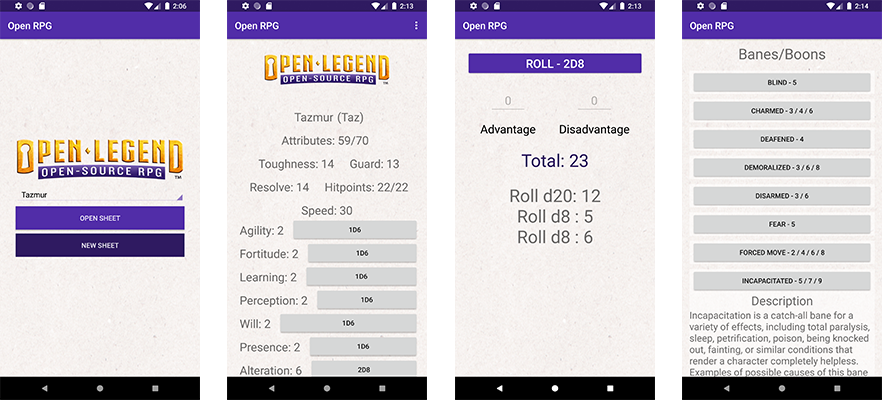 2:06
Open RPG
OPEN LEGEND
OPEN-SOURCE RPG
TM
Tazmur
OPEN SHEET
NEW SHEET
2:13
Open RPG
OPEN LEGEND
OPEN-SOURCE RPG
TM
Tazmur (Taz)
Attributes: 59/70
Toughness: 14 Guard: 13
Resolve: 14 Hitpoints: 22/22
Speed: 30
Agility: 2 1D6
Fortitude: 2 1D6
Learning: 2 1D6
Perception: 2 1D6
Will: 2 1D6
Presence: 2 1D6
Alteration: 6 2D8
2:13
Open RPG
ROLL - 2D8
0 0
Advantage Disadvantage
Total: 23
Roll d20: 12
Roll d8 : 5
Roll d8 : 6
2:14
Open RPG
Banes/Boons
BLIND - 5
CHARMED - 3 / 4 / 6
DEAFENED - 4
DEMORALIZED - 3 / 6 / 8
DISARMED - 3 / 6
FEAR - 5
FORCED MOVE - 2 / 4 / 6 / 8
INCAPACITATED - 5 / 7 / 9
Description
Incapacitation is a catch-all bane for a
variety of effects, including total paralysis,
sleep, petrification, poison, being knocked
out, fainting, or similar conditions that
render a character completely helpless.
Examples of possible causes of this bane